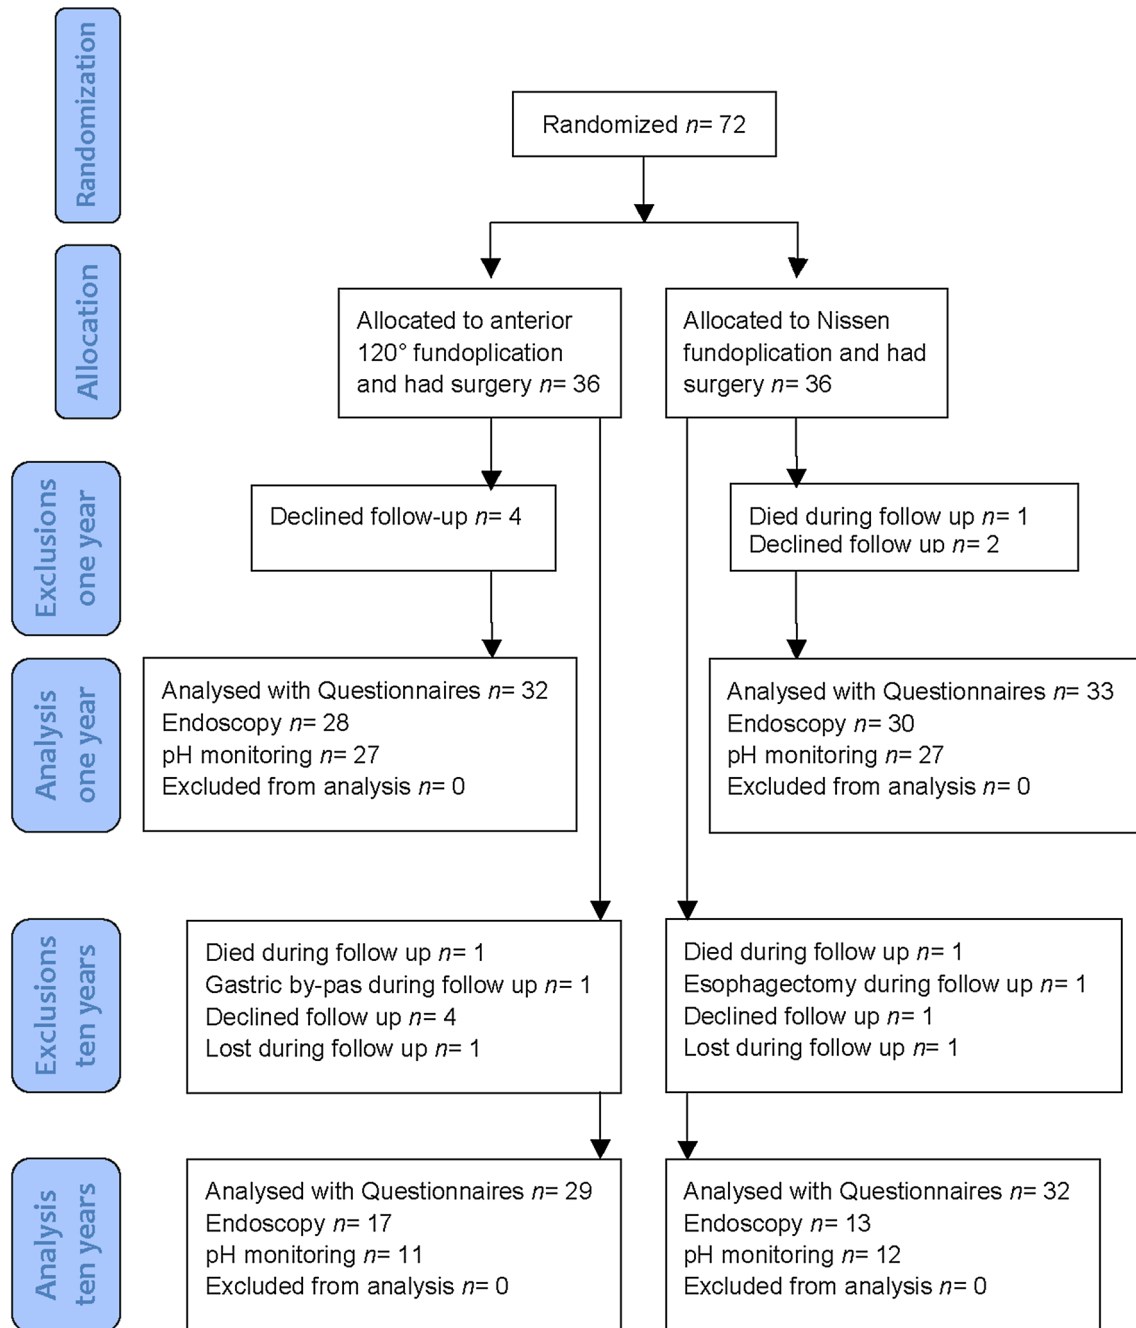 Randomization
Randomized n= 72
Allocation
Allocated to anterior
120° fundoplication
and had surgery n= 36
Allocated to Nissen
fundoplication and had
surgery n= 36
Exclusions
one year
Declined follow-up n= 4
Died during follow up n= 1
Declined follow up n= 2
Analysis
one year
Analysed with Questionnaires n= 32
Endoscopy n= 28
pH monitoring n= 27
Excluded from analysis n= 0
Analysed with Questionnaires n= 33
Endoscopy n= 30
pH monitoring n= 27
Excluded from analysis n= 0
Exclusions
ten years
Died during follow up n= 1
Gastric by-pas during follow up n= 1
Declined follow up n= 4
Lost during follow up n= 1
Died during follow up n= 1
Esophagectomy during follow up n= 1
Declined follow up n= 1
Lost during follow up n= 1
Analysis
ten years
Analysed with Questionnaires n= 29
Endoscopy n= 17
pH monitoring n= 11
Excluded from analysis n= 0
Analysed with Questionnaires n= 32
Endoscopy n= 13
pH monitoring n= 12
Excluded from analysis n= 0